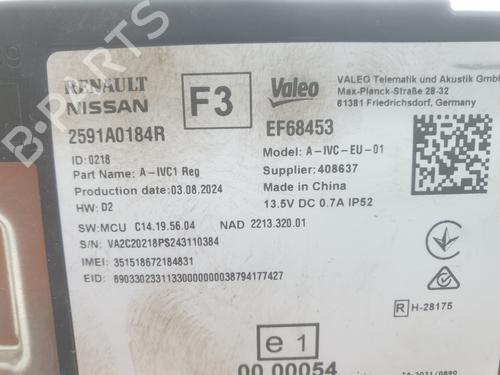 RENAULT
NISSAN
F3
Valeo
VALEO Telematik und Akustik GmbH
Max-Planck-Straße 28-32
61381 Friedrichsdorf, Germany
2591A0184R
EF68453
ID: 0218
Model: A-IVC-EU-01
Part Name: A-IVC1 Reg
Supplier: 408637
Production date: 03.08.2024
Made in China
HW: D2
13.5V DC 0.7A IP52
SW:MCU C14.19.56.04 NAD 2213.320.01
S/N: VA2C20218PS243110384
IMEI: 351518672184831
EID: 89033023311330000000038794177427
R H-28175
e1
00 00054